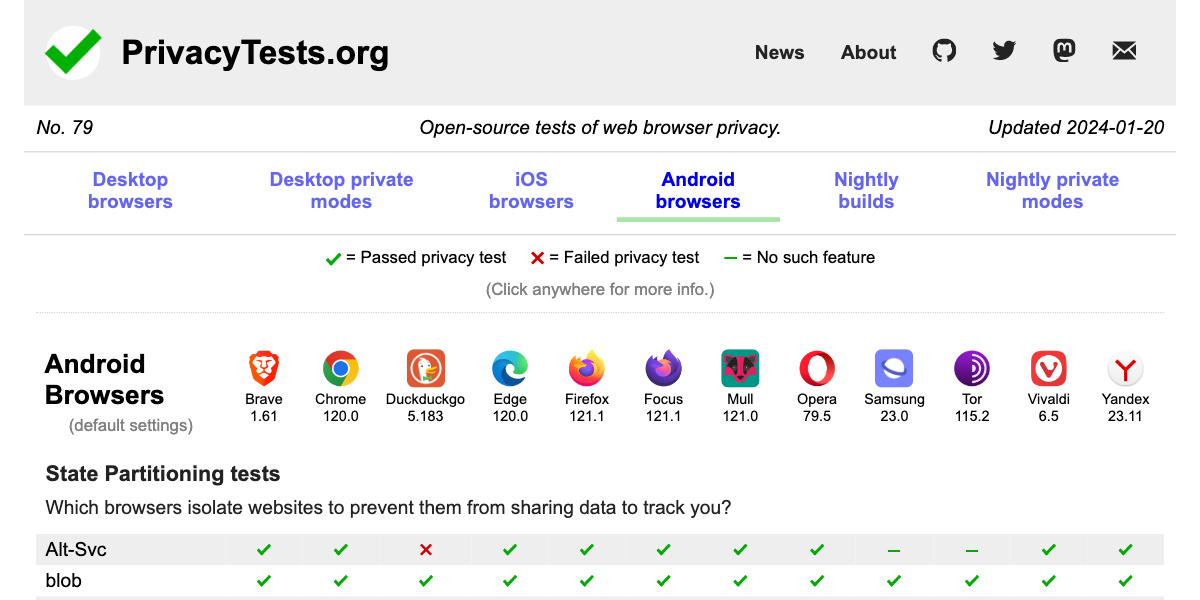 PrivacyTests.org
News About
No. 79 Open-source tests of web browser privacy. Updated 2024-01-20
Desktop browsers Desktop private modes iOS browsers Android browsers Nightly builds Nightly private modes
= Passed privacy test = Failed privacy test = No such feature
(Click anywhere for more info.)
Android Browsers
(default settings)
Brave 1.61
Chrome 120.0
Duckduckgo 5.183
Edge 120.0
Firefox 121.1
Focus 121.1
Mull 121.0
Opera 79.5
Samsung 23.0
Tor 115.2
Vivaldi 6.5
Yandex 23.11
State Partitioning tests
Which browsers isolate websites to prevent them from sharing data to track you?
Alt-Svc
blob